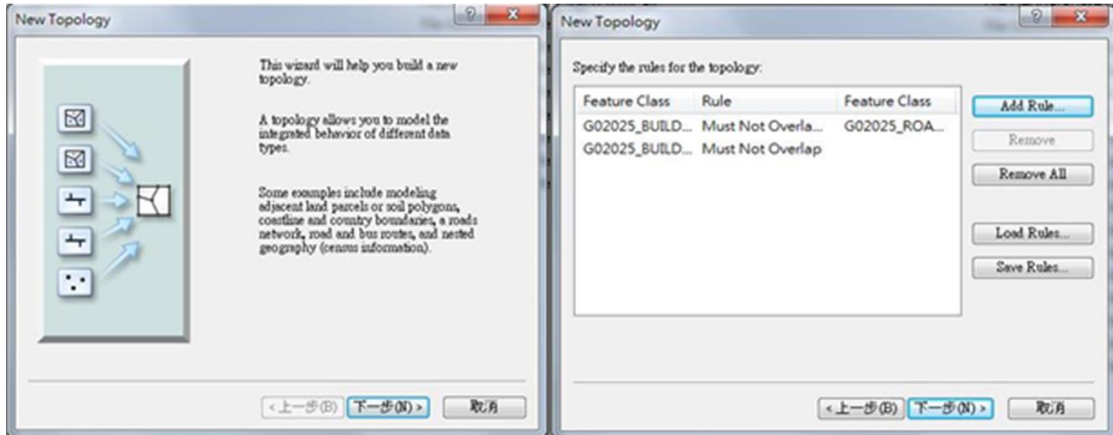 New Topology
This wizard will help you build a new
topology.
A topology allows you to model the
integrated behavior of different data
types.
Some examples include modeling
adjacent land parcels or soil polygons,
coastline and country boundaries, a roads
network, road and bus routes, and nested
geography (census information).
<上一步(B)
下一步(N) >
取消
New Topology
Specify the rules for the topology:
Feature Class Rule Feature Class
G02025_BUILD... Must Not Overla... G02025_ROA...
G02025_BUILD... Must Not Overlap
Add Rule...
Remove
Remove All
Load Rules...
Save Rules...
<上一步(B)
下一步(N) >
取消